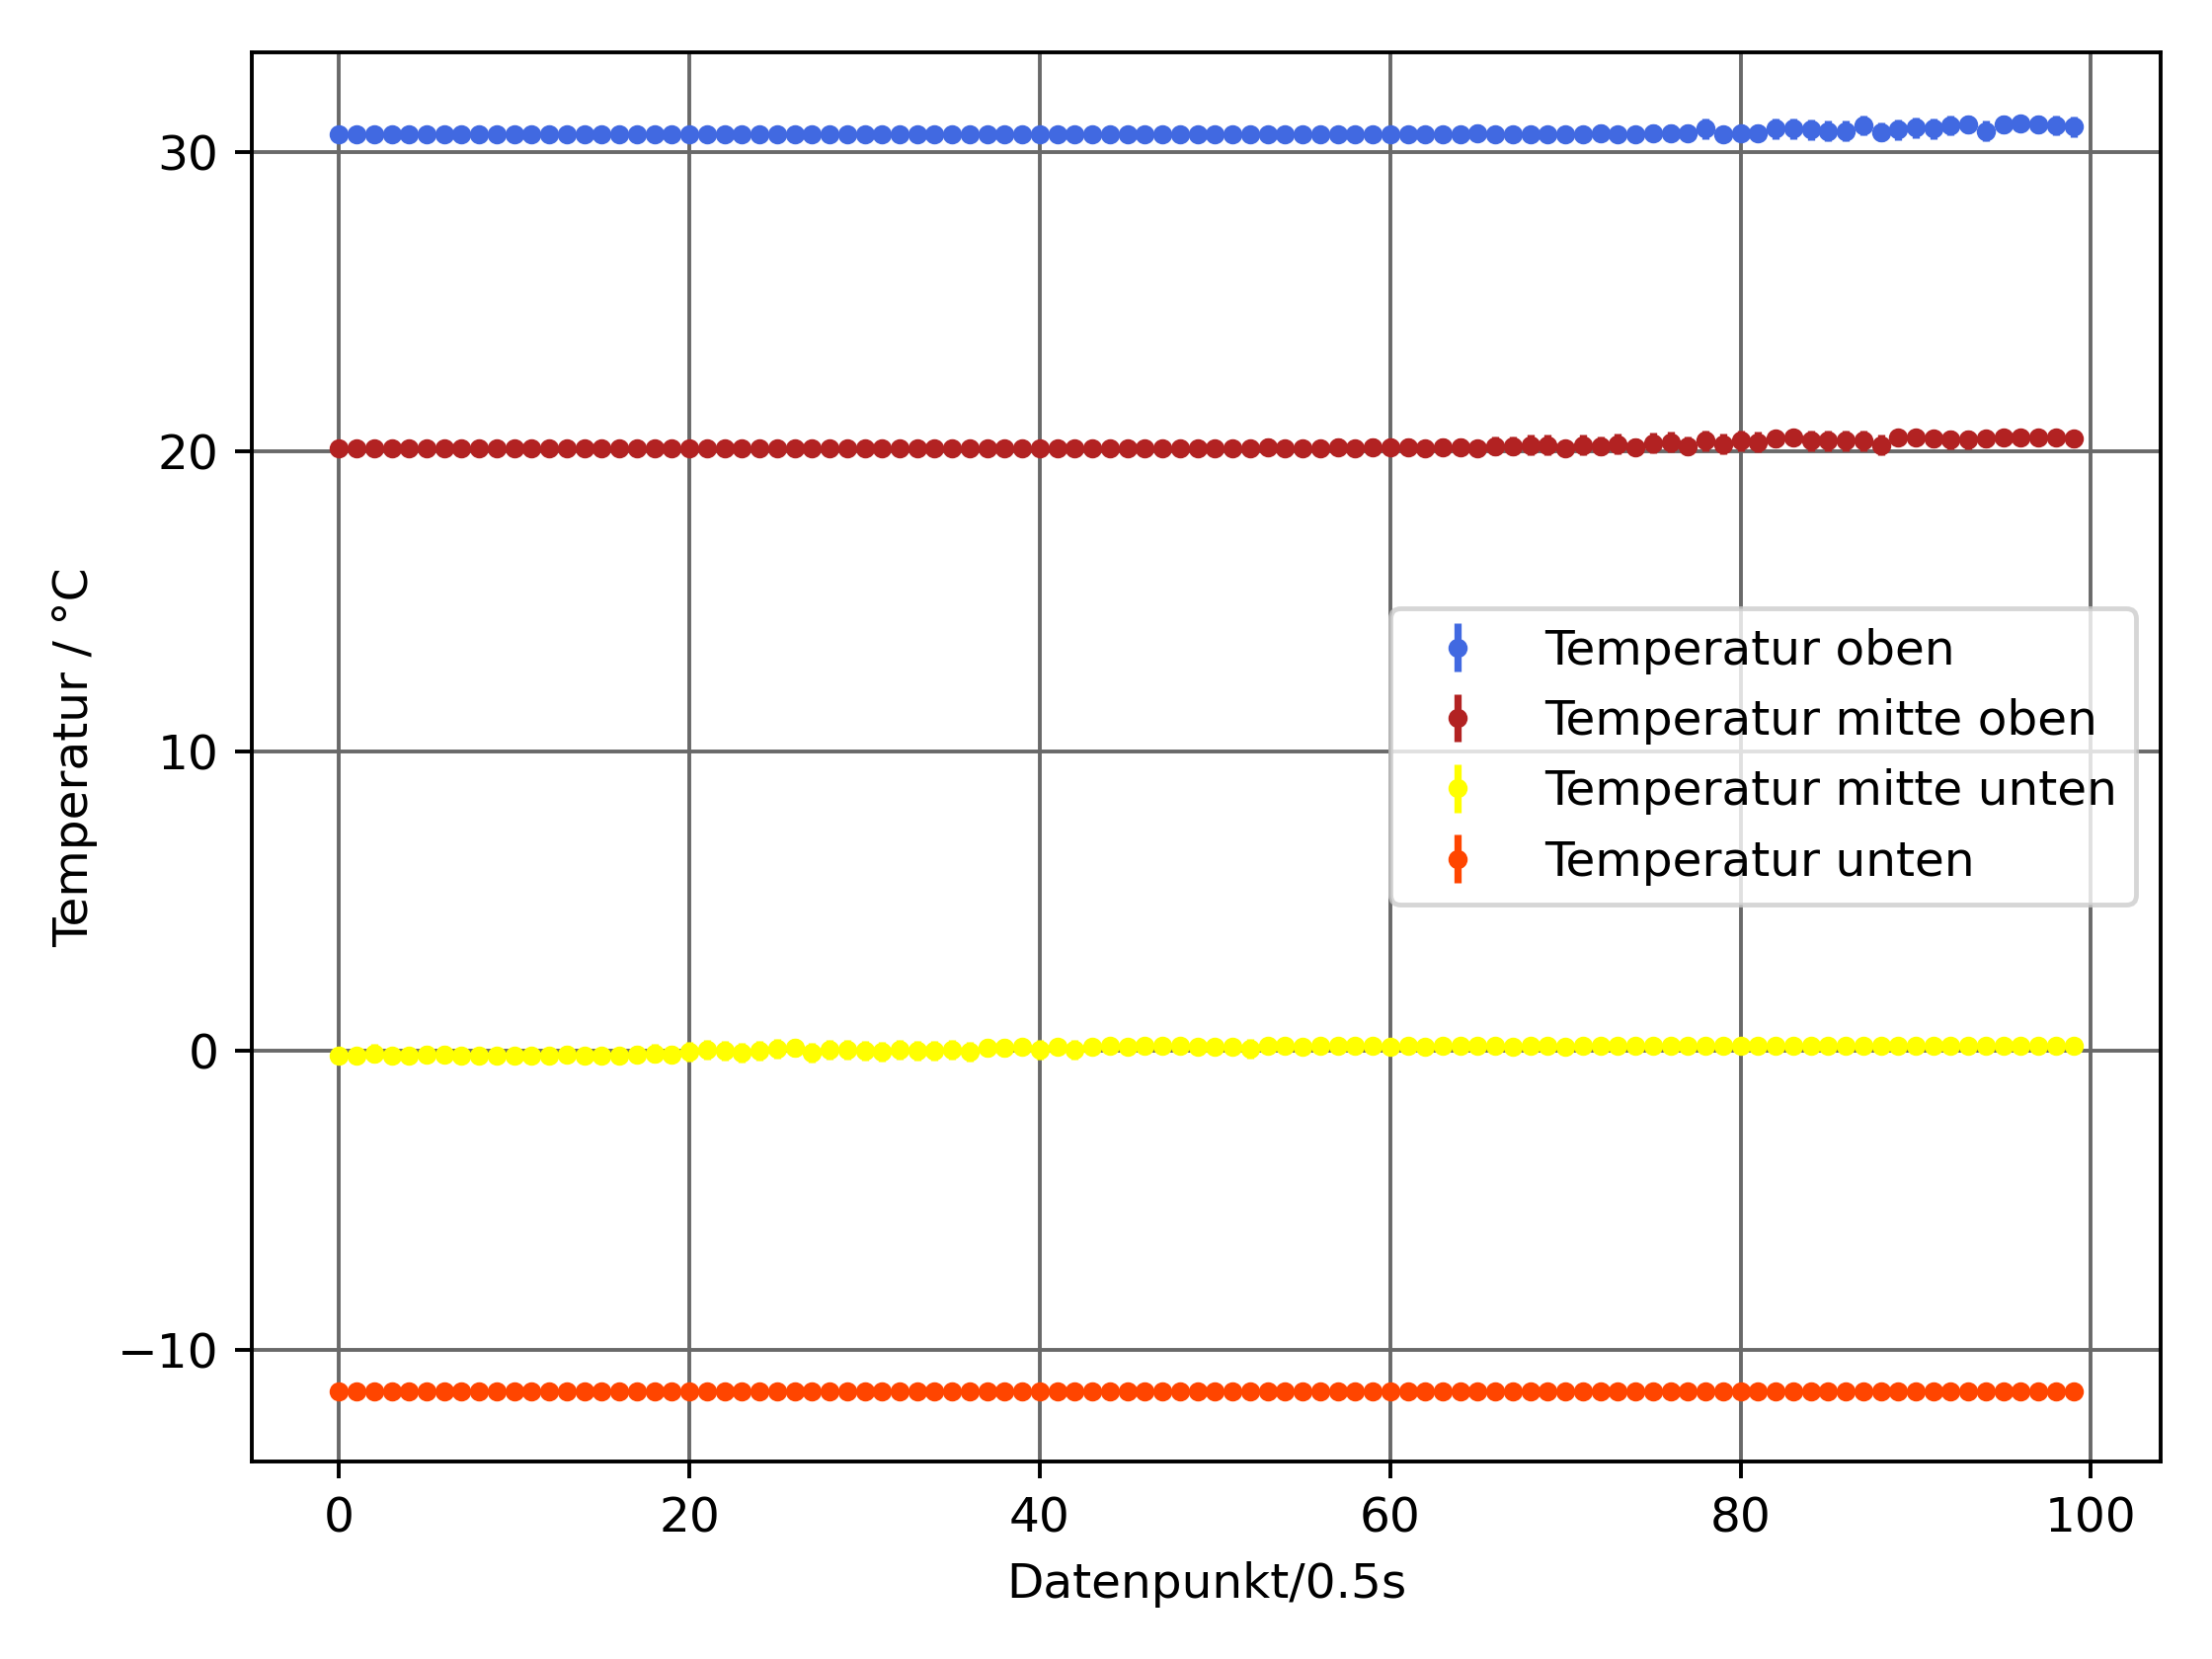 30
20
10
0
−10
Temperatur / °C
Temperatur oben
Temperatur mitte oben
Temperatur mitte unten
Temperatur unten
0 20 40 60 80 100
Datenpunkt/0.5s